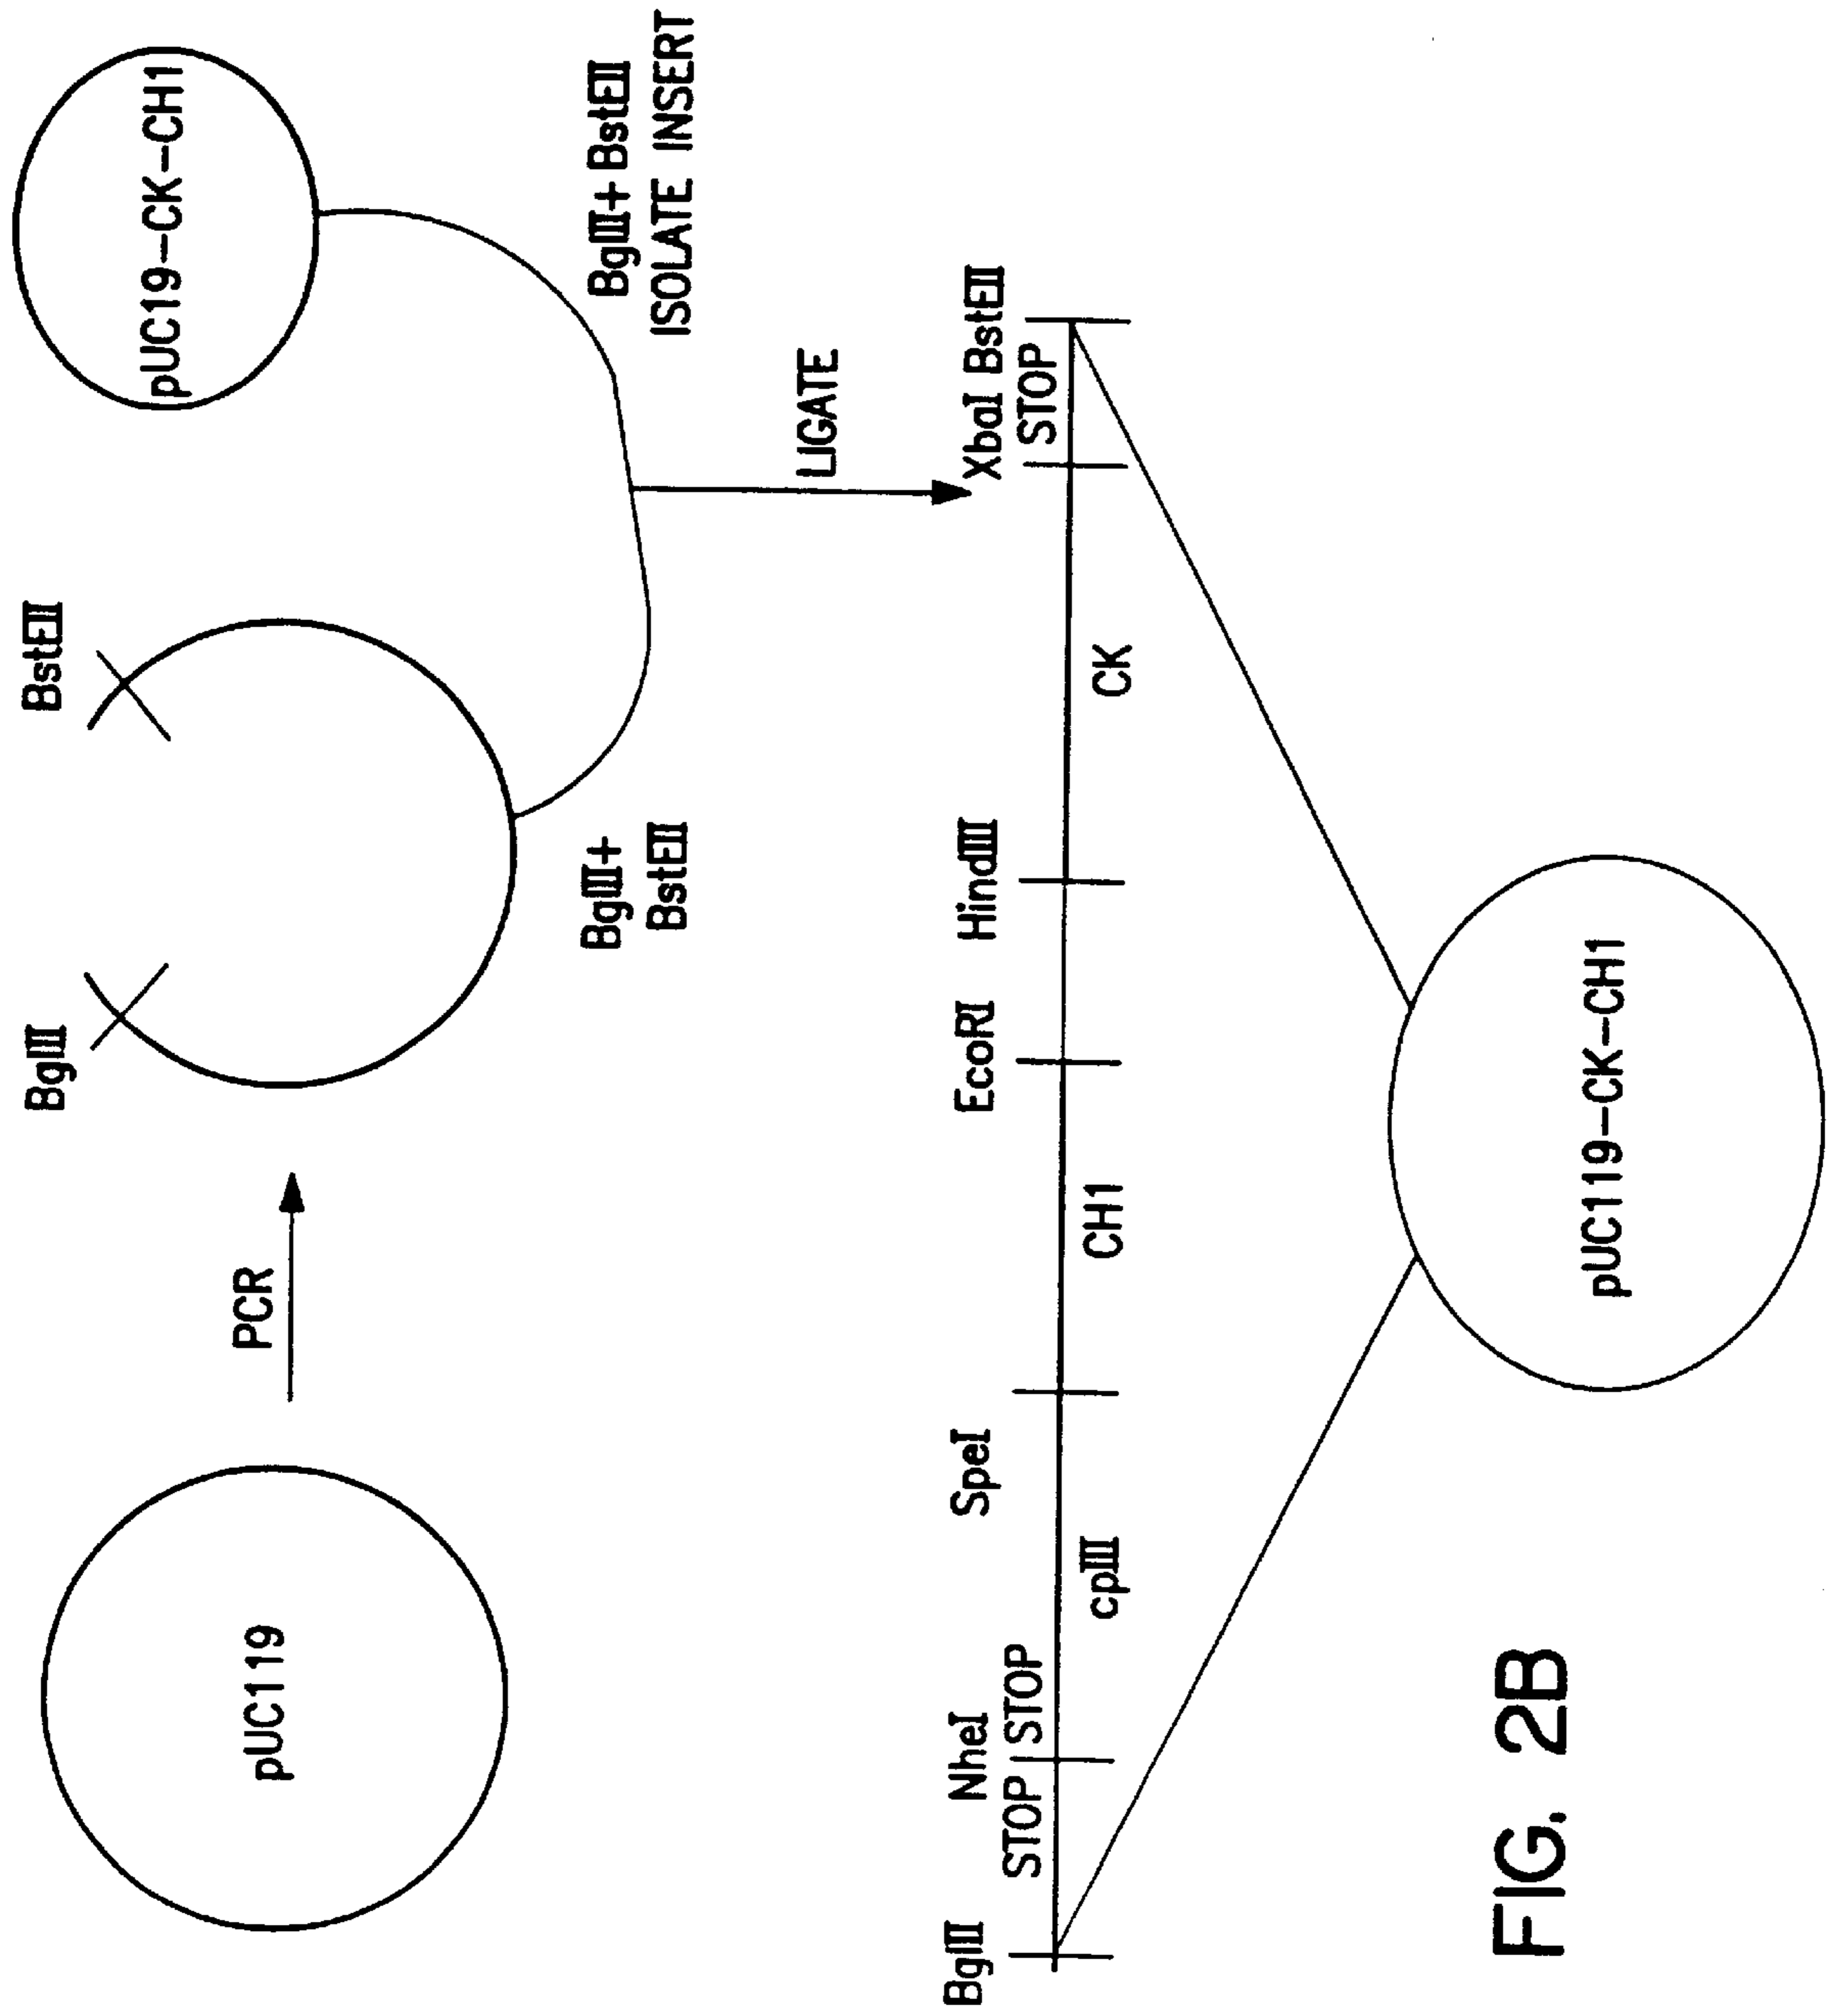 pUC119
PCR
BglII
BstEII
BglII+
BstEII
pUC19-CK-CH1
BglII+BstEII
ISOLATE INSERT
LIGATE
BglII
NheI
SpeI
EcoRI
HindIII
XbaI BstEII
STOP
STOP
STOP
cpIII
CH1
CK
pUC119-CK-CH1
FIG. 2B